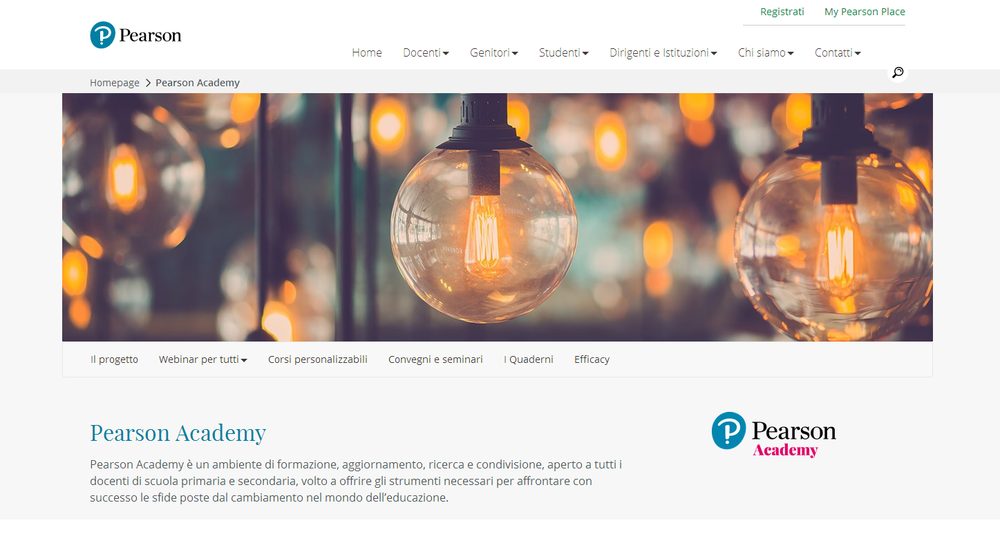 Registrati My Pearson Place
Pearson
Home Docenti Genitori Studenti Dirigenti e Istituzioni Chi siamo Contatti
Homepage Pearson Academy
Il progetto Webinar per tutti Corsi personalizzabili Convegni e seminari I Quaderni Efficacy
Pearson Academy
Pearson Academy è un ambiente di formazione, aggiornamento, ricerca e condivisione, aperto a tutti i
docenti di scuola primaria e secondaria, volto a offrire gli strumenti necessari per affrontare con
successo le sfide poste dal cambiamento nel mondo dell’educazione.
Pearson
Academy